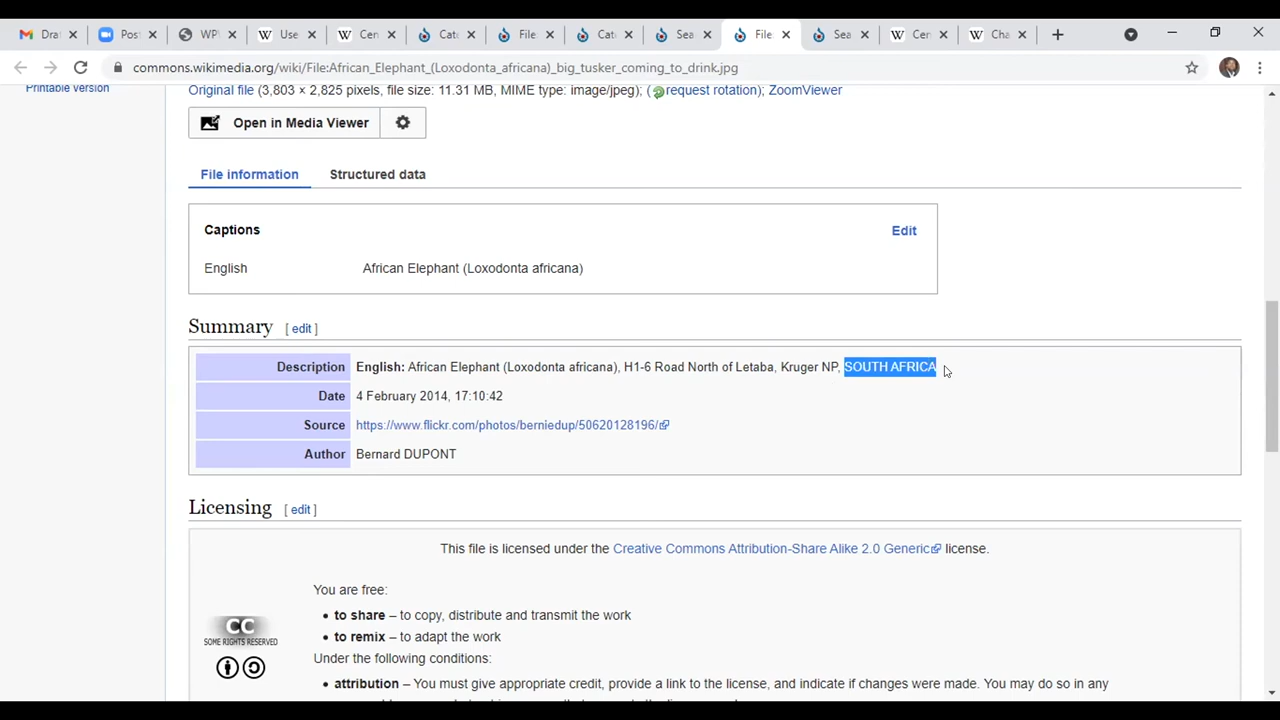 Dra
Pos
WP
Use
Cen
Cat
File
Cat
Sea
File:
Sea
Cen
Cha
commons.wikimedia.org/wiki/File:African_Elephant_(Loxodonta_africana)_big_tusker_coming_to_drink.jpg
Printable version
Original file (3,803 × 2,825 pixels, file size: 11.31 MB, MIME type: image/jpeg); (request rotation); ZoomViewer
Open in Media Viewer
File information
Structured data
Captions
Edit
English
African Elephant (Loxodonta africana)
Summary [ edit ]
Description
English: African Elephant (Loxodonta africana), H1-6 Road North of Letaba, Kruger NP, SOUTH AFRICA
Date
4 February 2014, 17:10:42
Source
https://www.flickr.com/photos/berniedup/50620128196/
Author
Bernard DUPONT
Licensing [ edit ]
This file is licensed under the Creative Commons Attribution-Share Alike 2.0 Generic license.
CC
SOME RIGHTS RESERVED
You are free:
• to share – to copy, distribute and transmit the work
• to remix – to adapt the work
Under the following conditions:
• attribution – You must give appropriate credit, provide a link to the license, and indicate if changes were made. You may do so in any